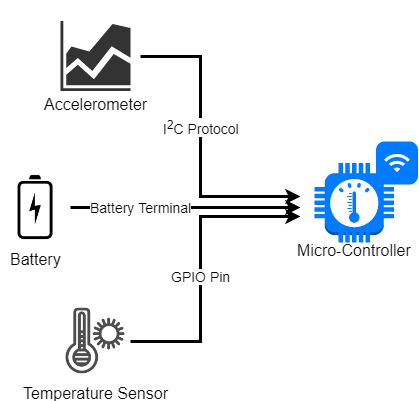 Accelerometer
I²C Protocol
Battery Terminal
Micro-Controller
Battery
GPIO Pin
Temperature Sensor